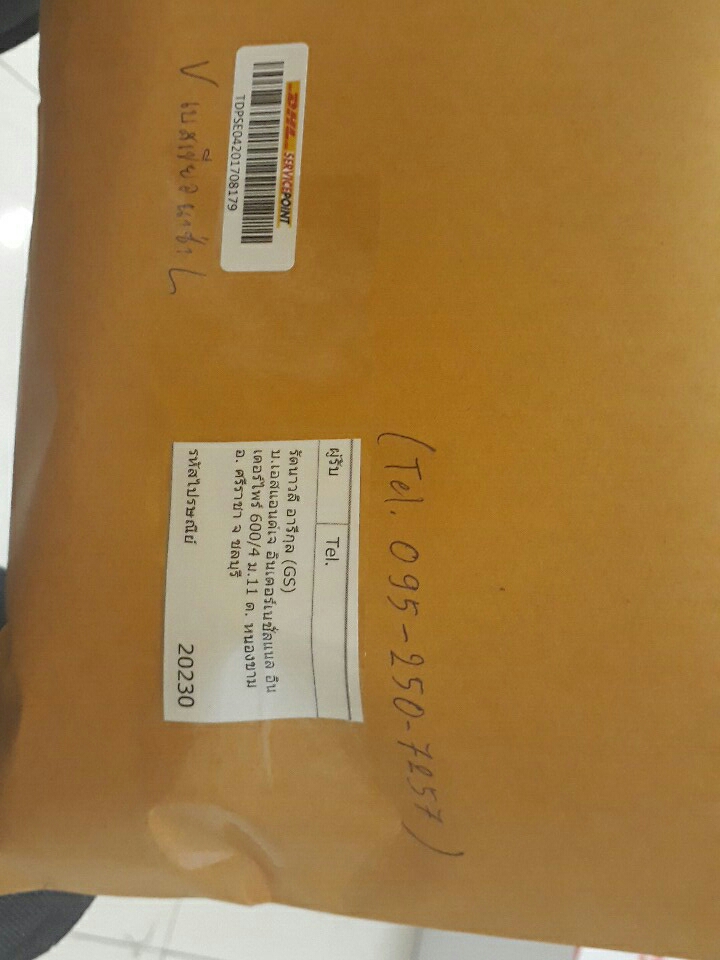 DHL SERVICEPOINT
TDPSE04201708179
(Tel. 095-250-7257)
ผู้รับ Tel.
รัตนาวลี อารีกุล (GS)
บ.เอสแอนด์เจ อินเตอร์เนชั่นแนล อิน
เตอร์ไพร์ 600/4 ม.11 ต. หนองขาม
อ. ศรีราชา จ ชลบุรี
รหัสไปรษณีย์ 20230